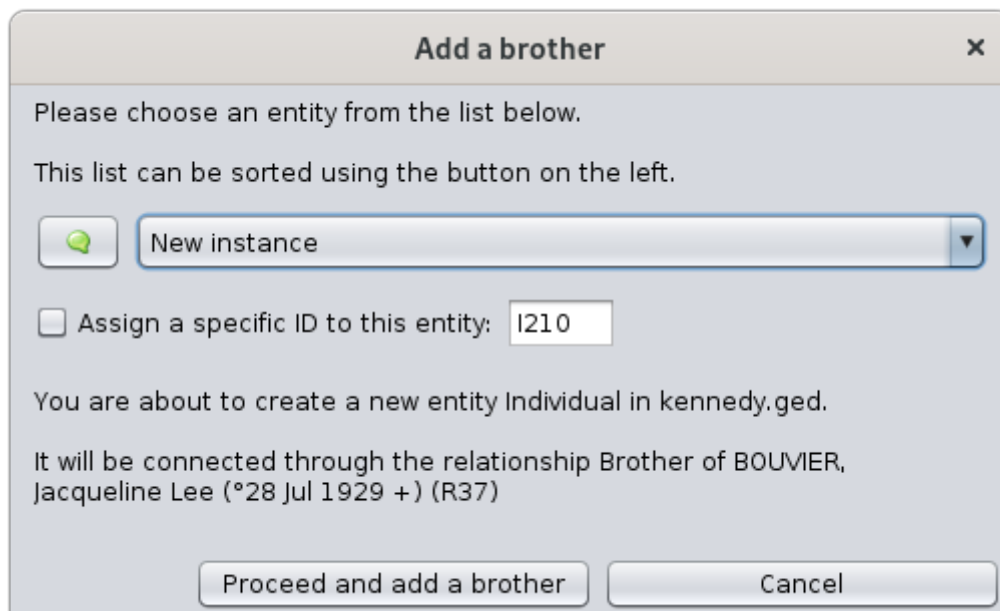 Add a brother
Please choose an entity from the list below.
This list can be sorted using the button on the left.
New instance
Assign a specific ID to this entity: I210
You are about to create a new entity Individual in kennedy.ged.
It will be connected through the relationship Brother of BOUVIER,
Jacqueline Lee (°28 Jul 1929 +) (R37)
Proceed and add a brother Cancel